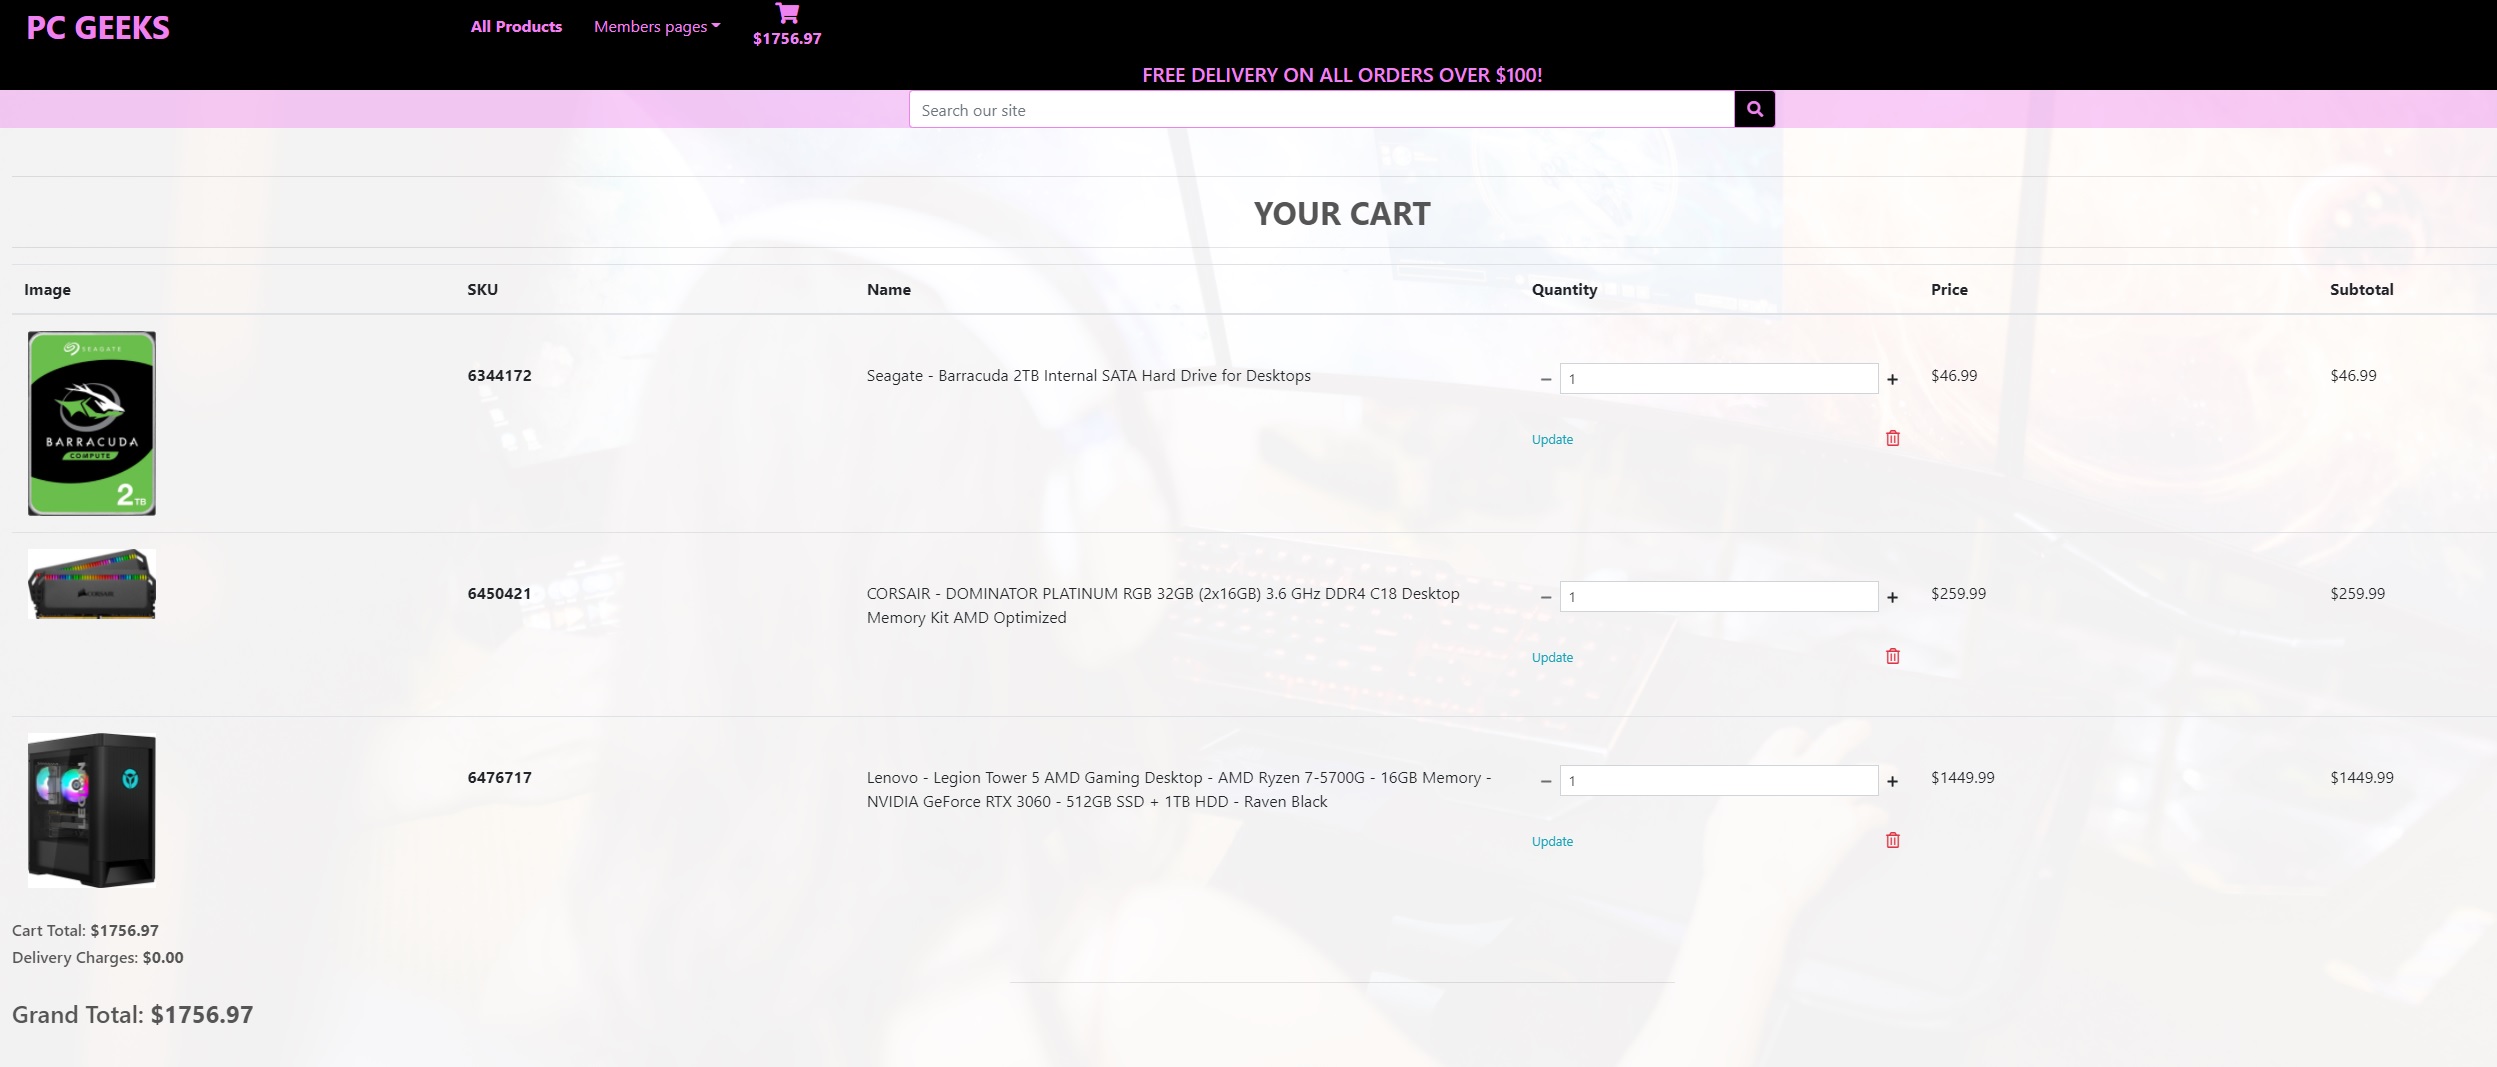 PC GEEKS
All Products
Members pages
$1756.97
FREE DELIVERY ON ALL ORDERS OVER $100!
Search our site
YOUR CART
Image SKU Name Quantity Price Subtotal
SEAGATE
BARRACUDA
COMPUTE
2TB
6344172
Seagate - Barracuda 2TB Internal SATA Hard Drive for Desktops
1
$46.99
$46.99
Update
CORSAIR
6450421
CORSAIR - DOMINATOR PLATINUM RGB 32GB (2x16GB) 3.6 GHz DDR4 C18 Desktop
Memory Kit AMD Optimized
1
$259.99
$259.99
Update
6476717
Lenovo - Legion Tower 5 AMD Gaming Desktop - AMD Ryzen 7-5700G - 16GB Memory -
NVIDIA GeForce RTX 3060 - 512GB SSD + 1TB HDD - Raven Black
1
$1449.99
$1449.99
Update
Cart Total: $1756.97
Delivery Charges: $0.00
Grand Total: $1756.97